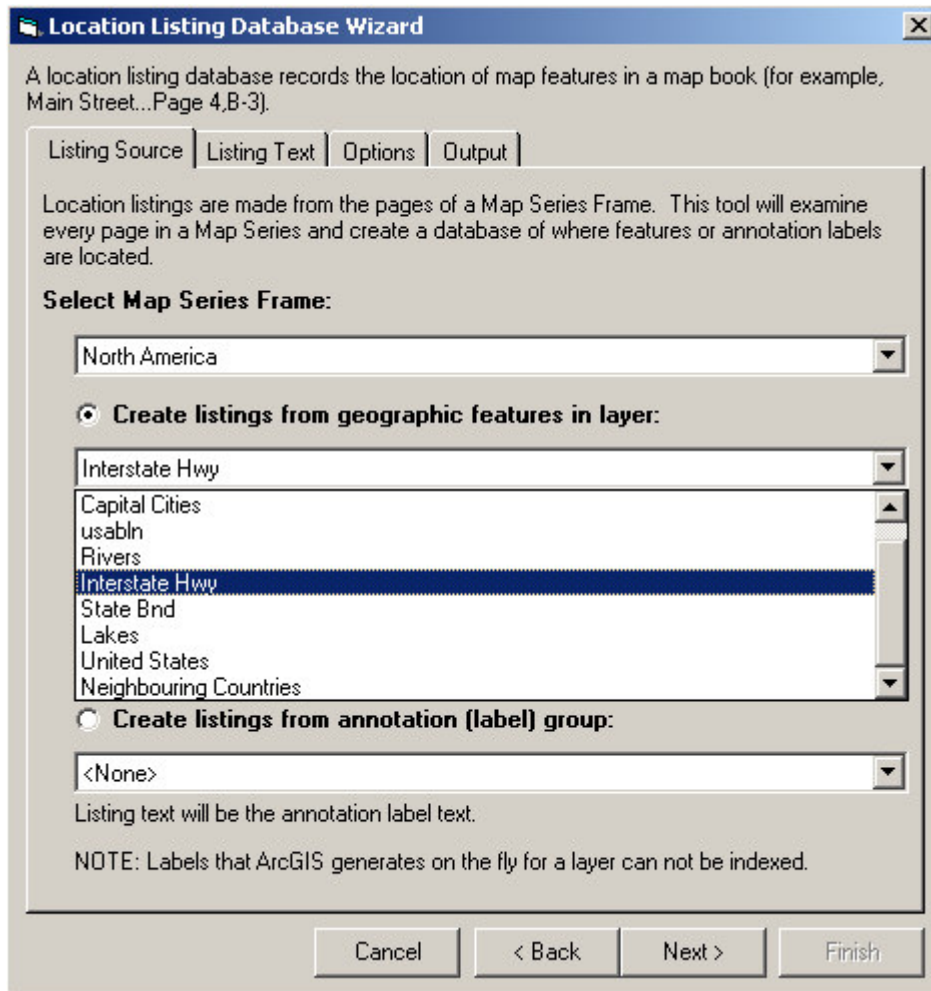 Location Listing Database Wizard
A location listing database records the location of map features in a map book (for example,
Main Street...Page 4,B-3).
Listing Source Listing Text Options Output
Location listings are made from the pages of a Map Series Frame. This tool will examine
every page in a Map Series and create a database of where features or annotation labels
are located.
Select Map Series Frame:
North America
Create listings from geographic features in layer:
Interstate Hwy
Capital Cities
usabln
Rivers
Interstate Hwy
State Bnd
Lakes
United States
Neighbouring Countries
Create listings from annotation (label) group:
<None>
Listing text will be the annotation label text.
NOTE: Labels that ArcGIS generates on the fly for a layer can not be indexed.
Cancel < Back Next > Finish